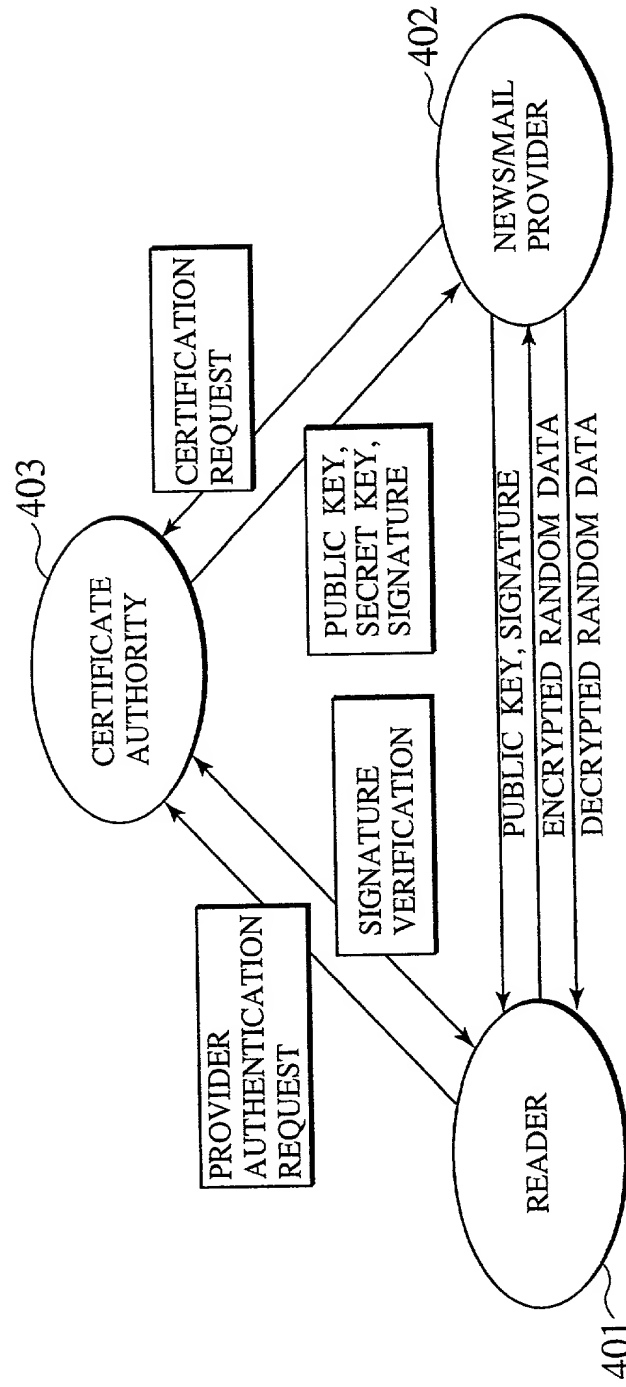 403
CERTIFICATE
AUTHORITY
402
NEWS/MAIL
PROVIDER
401
READER
PROVIDER
AUTHENTICATION
REQUEST
SIGNATURE
VERIFICATION
CERTIFICATION
REQUEST
PUBLIC KEY,
SECRET KEY,
SIGNATURE
PUBLIC KEY, SIGNATURE
ENCRYPTED RANDOM DATA
DECRYPTED RANDOM DATA